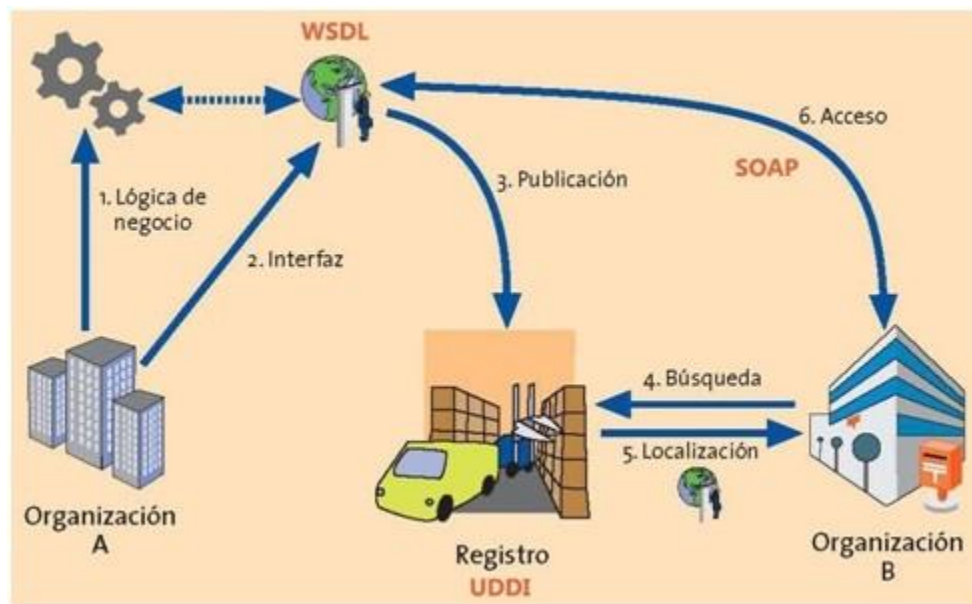 WSDL
6. Acceso
SOAP
3. Publicación
1. Lógica de
negocio
2. Interfaz
4. Búsqueda
5. Localización
Organización
A
Registro
UDDI
Organización
B